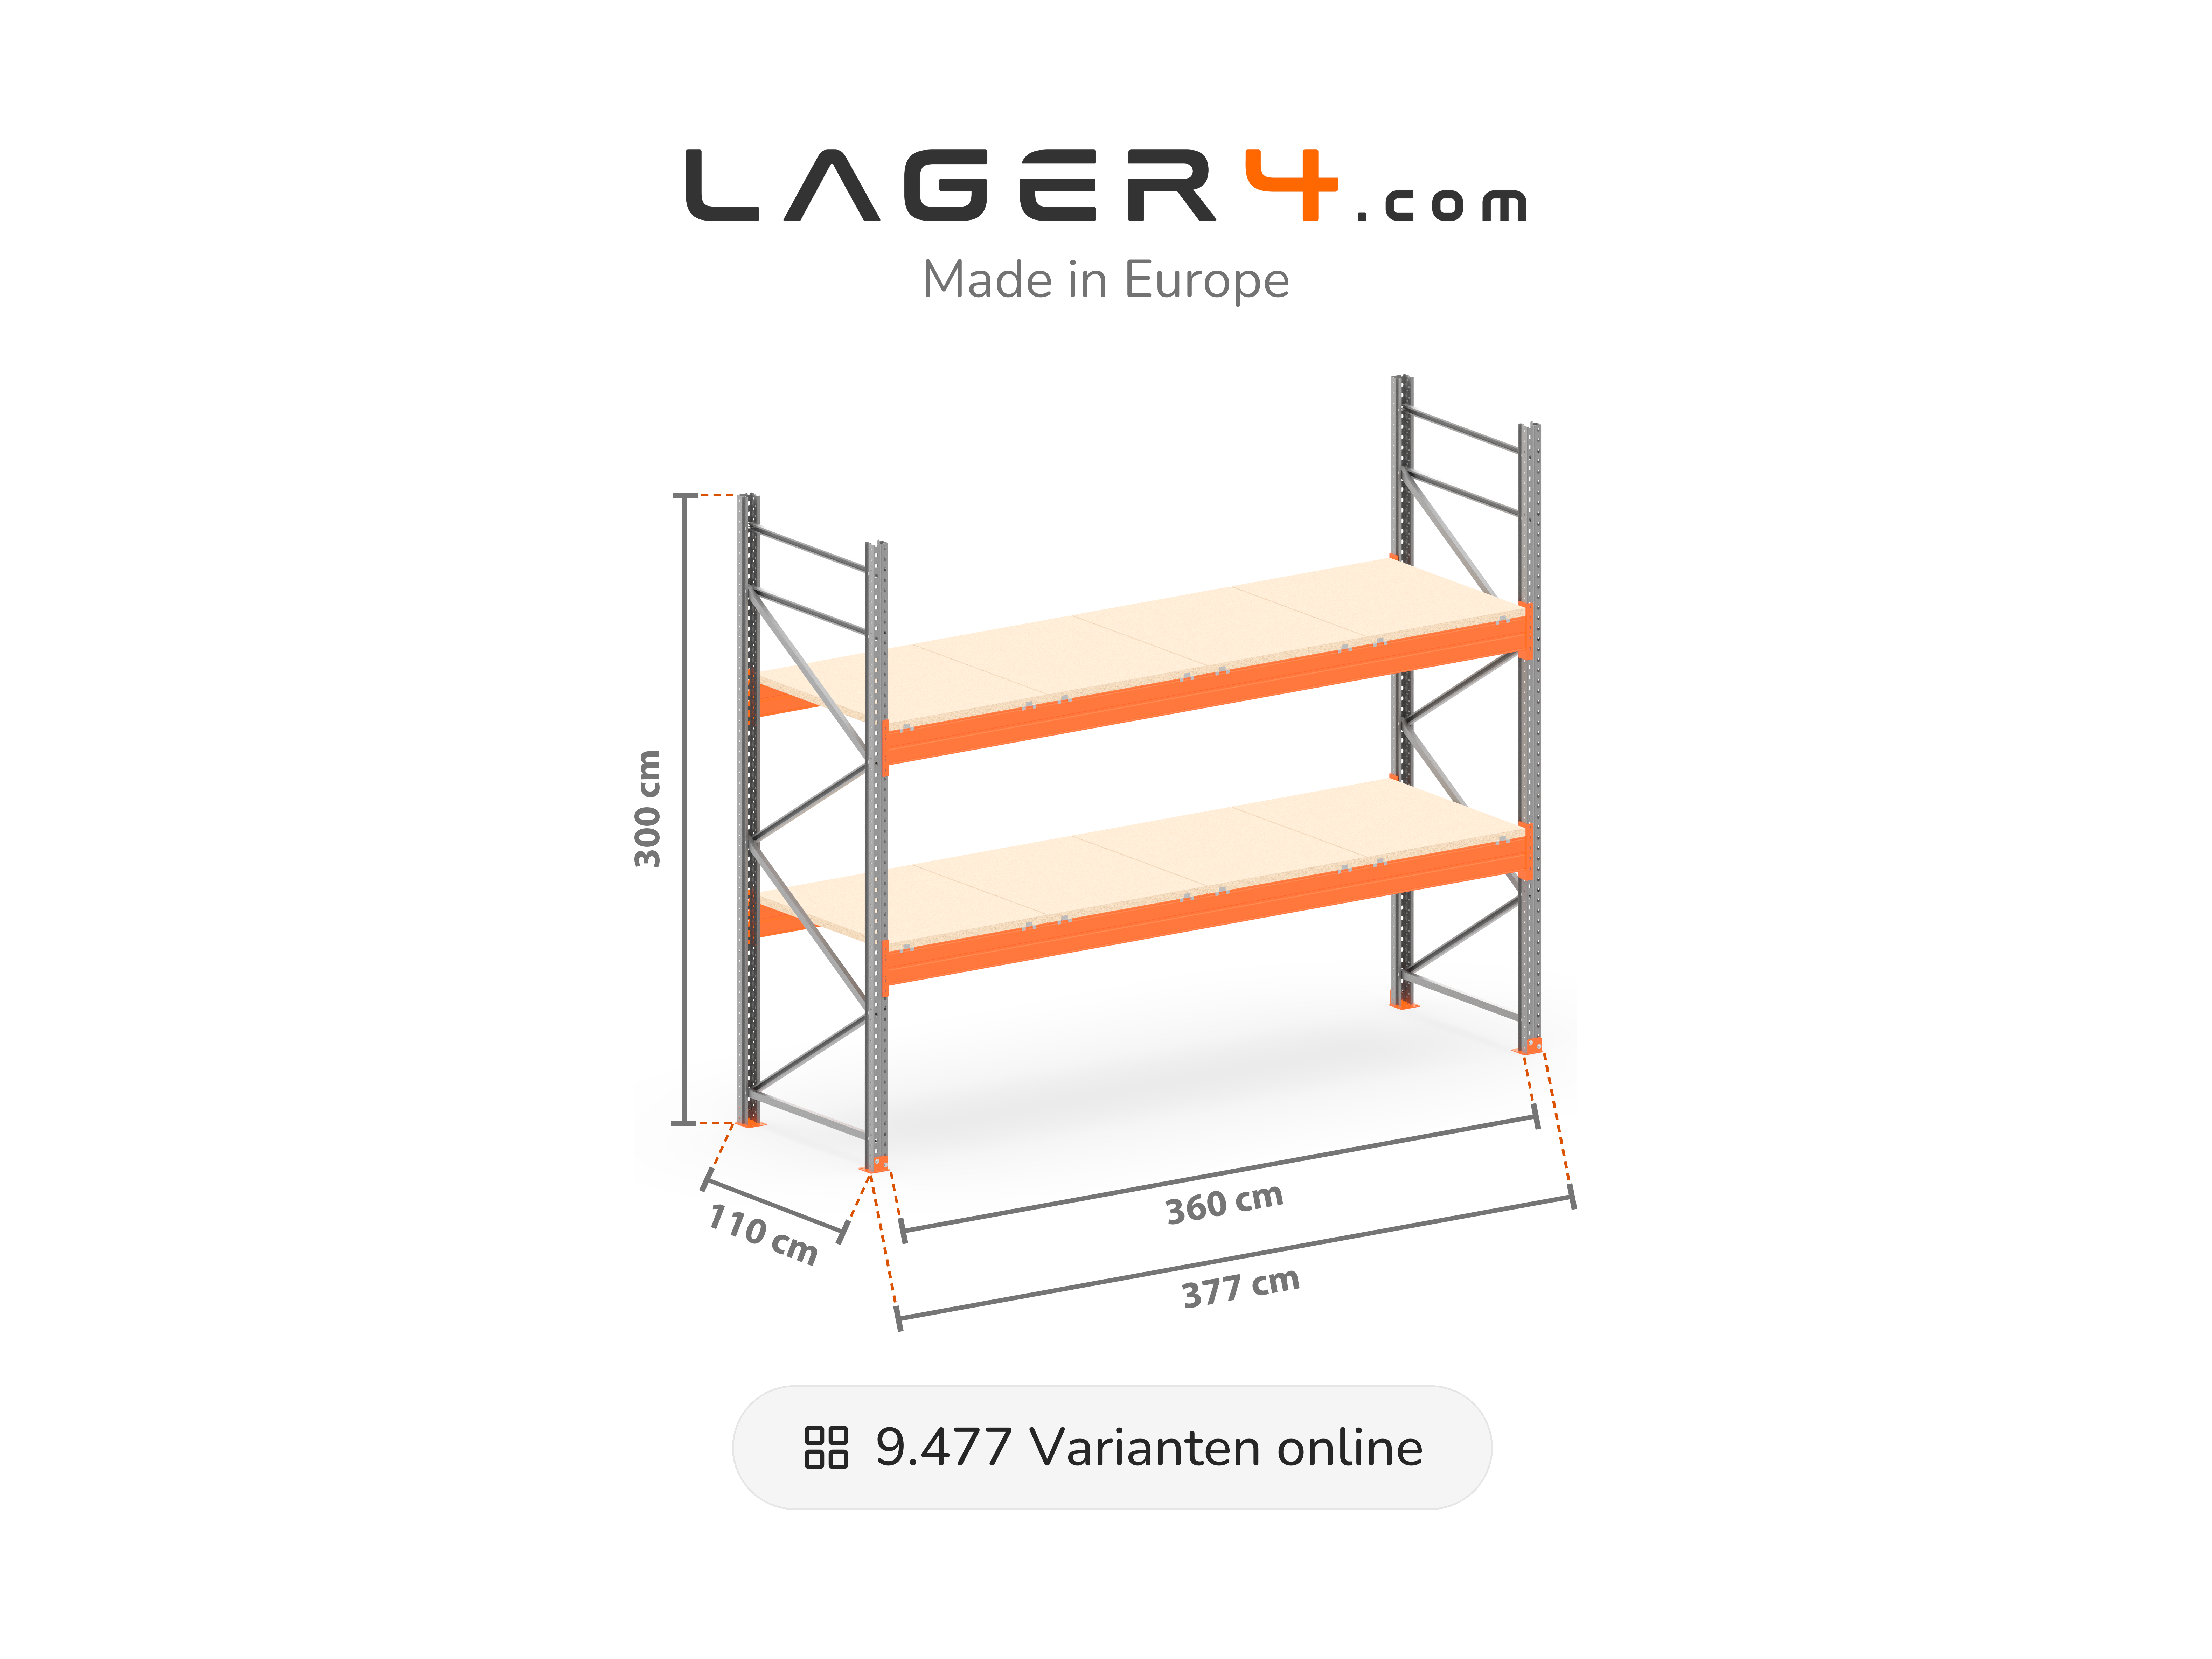 LAGER4.com
Made in Europe
300 cm
110 cm
360 cm
377 cm
9.477 Varianten online